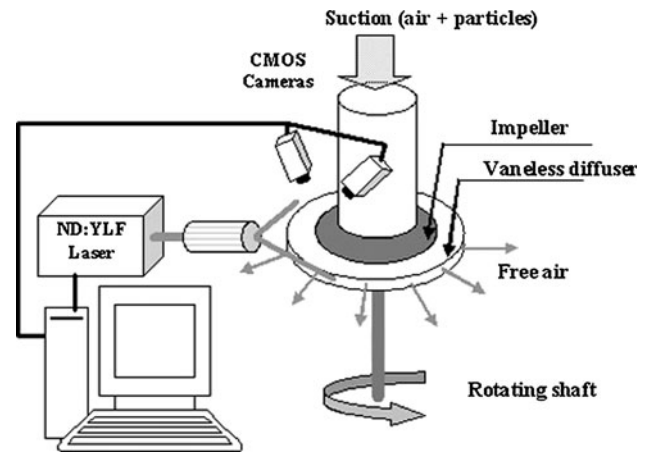 Suction (air + particles)
CMOS
Cameras
Impeller
Vaneless diffuser
ND:YLF
Laser
Free air
Rotating shaft